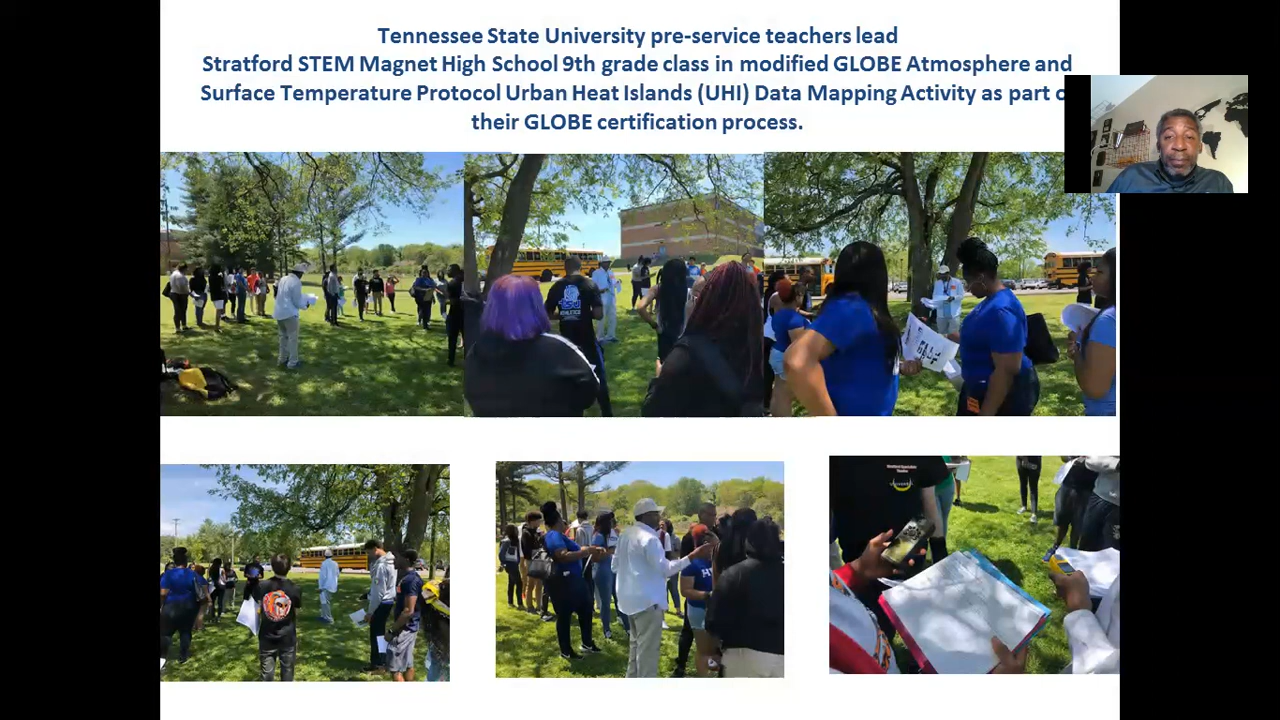 Tennessee State University pre-service teachers lead
Stratford STEM Magnet High School 9th grade class in modified GLOBE Atmosphere and
Surface Temperature Protocol Urban Heat Islands (UHI) Data Mapping Activity as part
their GLOBE certification process.